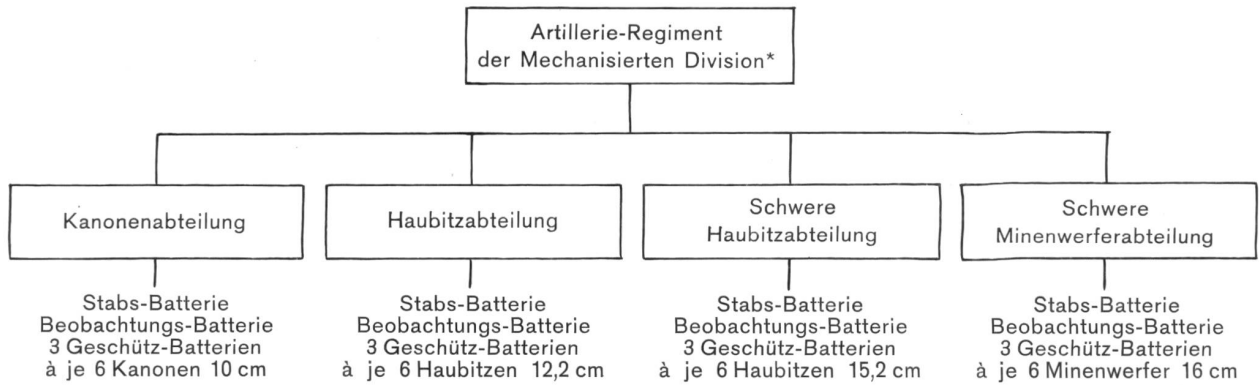 Artillerie-Regiment
der Mechanisierten Division*
Kanonenabteilung
Haubitzabteilung
Schwere
Haubitzabteilung
Schwere
Minenwerferabteilung
Stabs-Batterie
Beobachtungs-Batterie
3 Geschütz-Batterien
à je 6 Kanonen 10 cm
Stabs-Batterie
Beobachtungs-Batterie
3 Geschütz-Batterien
à je 6 Haubitzen 12,2 cm
Stabs-Batterie
Beobachtungs-Batterie
3 Geschütz-Batterien
à je 6 Haubitzen 15,2 cm
Stabs-Batterie
Beobachtungs-Batterie
3 Geschütz-Batterien
à je 6 Minenwerfer 16 cm